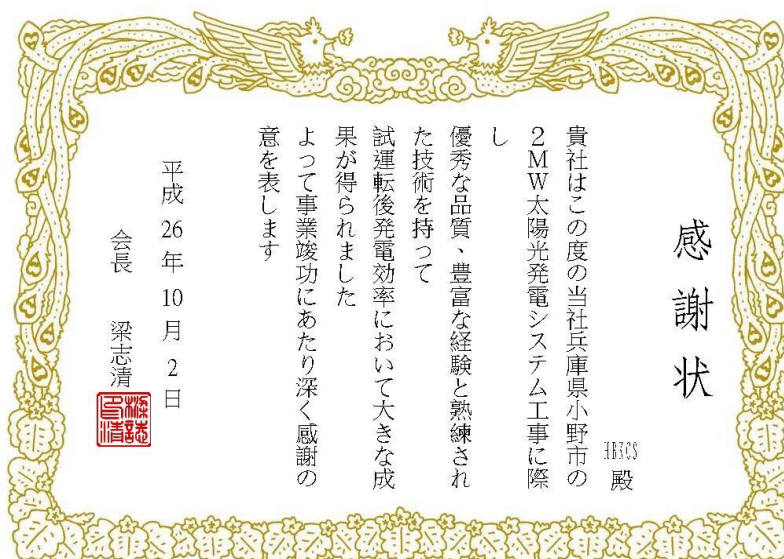 感謝状
HBKCS 殿
貴社はこの度の当社兵庫県小野市の
2MW太陽光発電システム工事に際
し
優秀な品質、豊富な経験と熟練され
た技術を持って
試運転後発電効率において大きな成
果が得られました
よって事業竣功にあたり深く感謝の
意を表します
平成 26 年 10 月 2 日
会長 梁志清